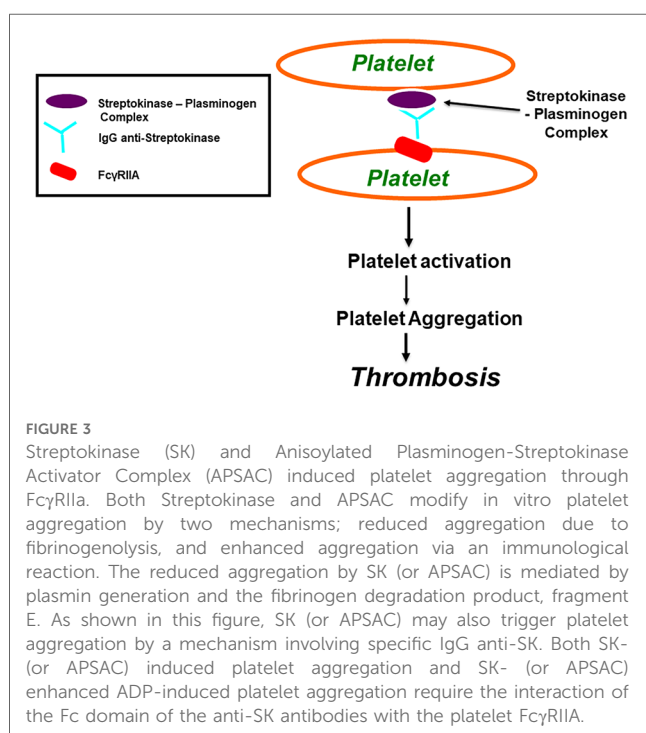 Platelet
Streptokinase – Plasminogen
Complex
IgG anti-Streptokinase
FcγRIIA
Streptokinase
- Plasminogen
Complex
Platelet
Platelet activation
Platelet Aggregation
Thrombosis
FIGURE 3
Streptokinase (SK) and Anisoylated Plasminogen-Streptokinase
Activator Complex (APSAC) induced platelet aggregation through
FcγRIIa. Both Streptokinase and APSAC modify in vitro platelet
aggregation by two mechanisms; reduced aggregation due to
fibrinogenolysis, and enhanced aggregation via an immunological
reaction. The reduced aggregation by SK (or APSAC) is mediated by
plasmin generation and the fibrinogen degradation product, fragment
E. As shown in this figure, SK (or APSAC) may also trigger platelet
aggregation by a mechanism involving specific IgG anti-SK. Both SK-
(or APSAC) induced platelet aggregation and SK- (or APSAC)
enhanced ADP-induced platelet aggregation require the interaction of
the Fc domain of the anti-SK antibodies with the platelet FcγRIIA.